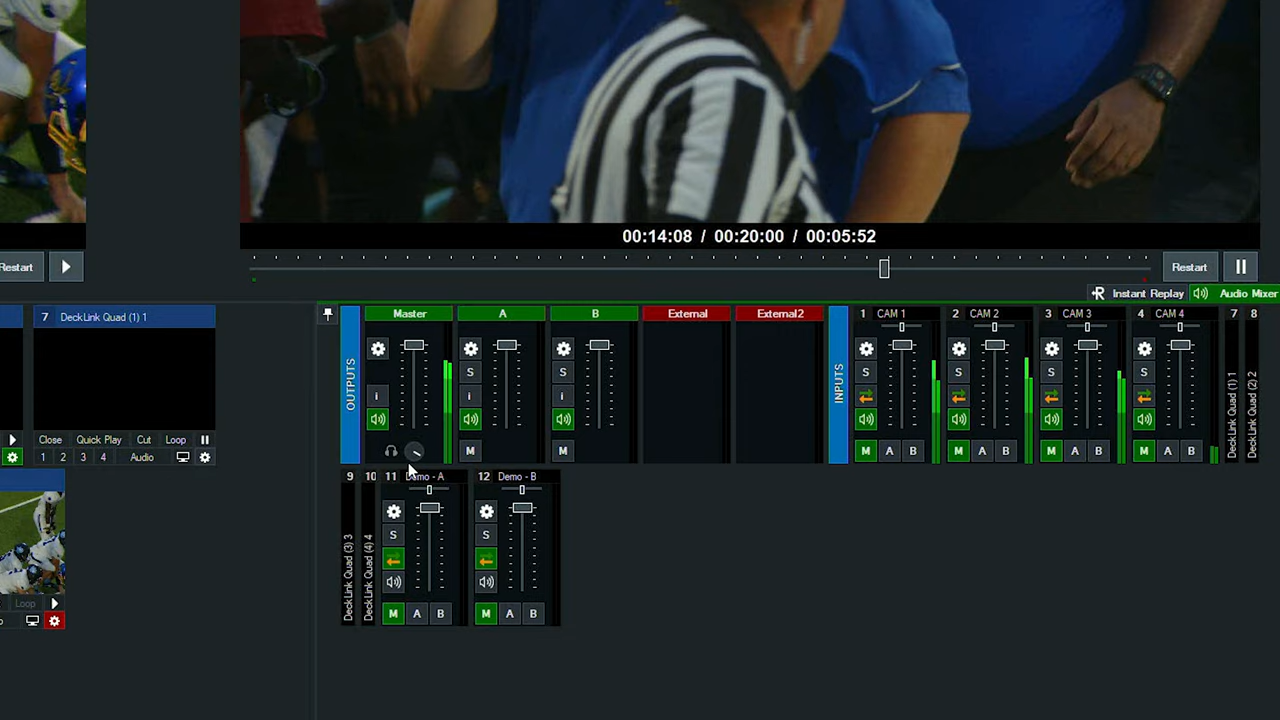 00:14:08 / 00:20:00 / 00:05:52
Restart
Restart
Instant Replay
Audio Mixer
7 DeckLink Quad (1) 1
Close Quick Play Cut Loop
1 2 3 4 Audio
Loop
OUTPUTS
Master
A
B
External
External2
S
S
i
i
M
M
INPUTS
1 CAM 1
2 CAM 2
3 CAM 3
4 CAM 4
7
8
S
S
S
S
M A B
M A B
M A B
M A B
DeckLink Quad (1) 1
DeckLink Quad (2) 2
9
10
11 Demo - A
12 Demo - B
DeckLink Quad (3) 3
DeckLink Quad (4) 4
S
S
M A B
M A B